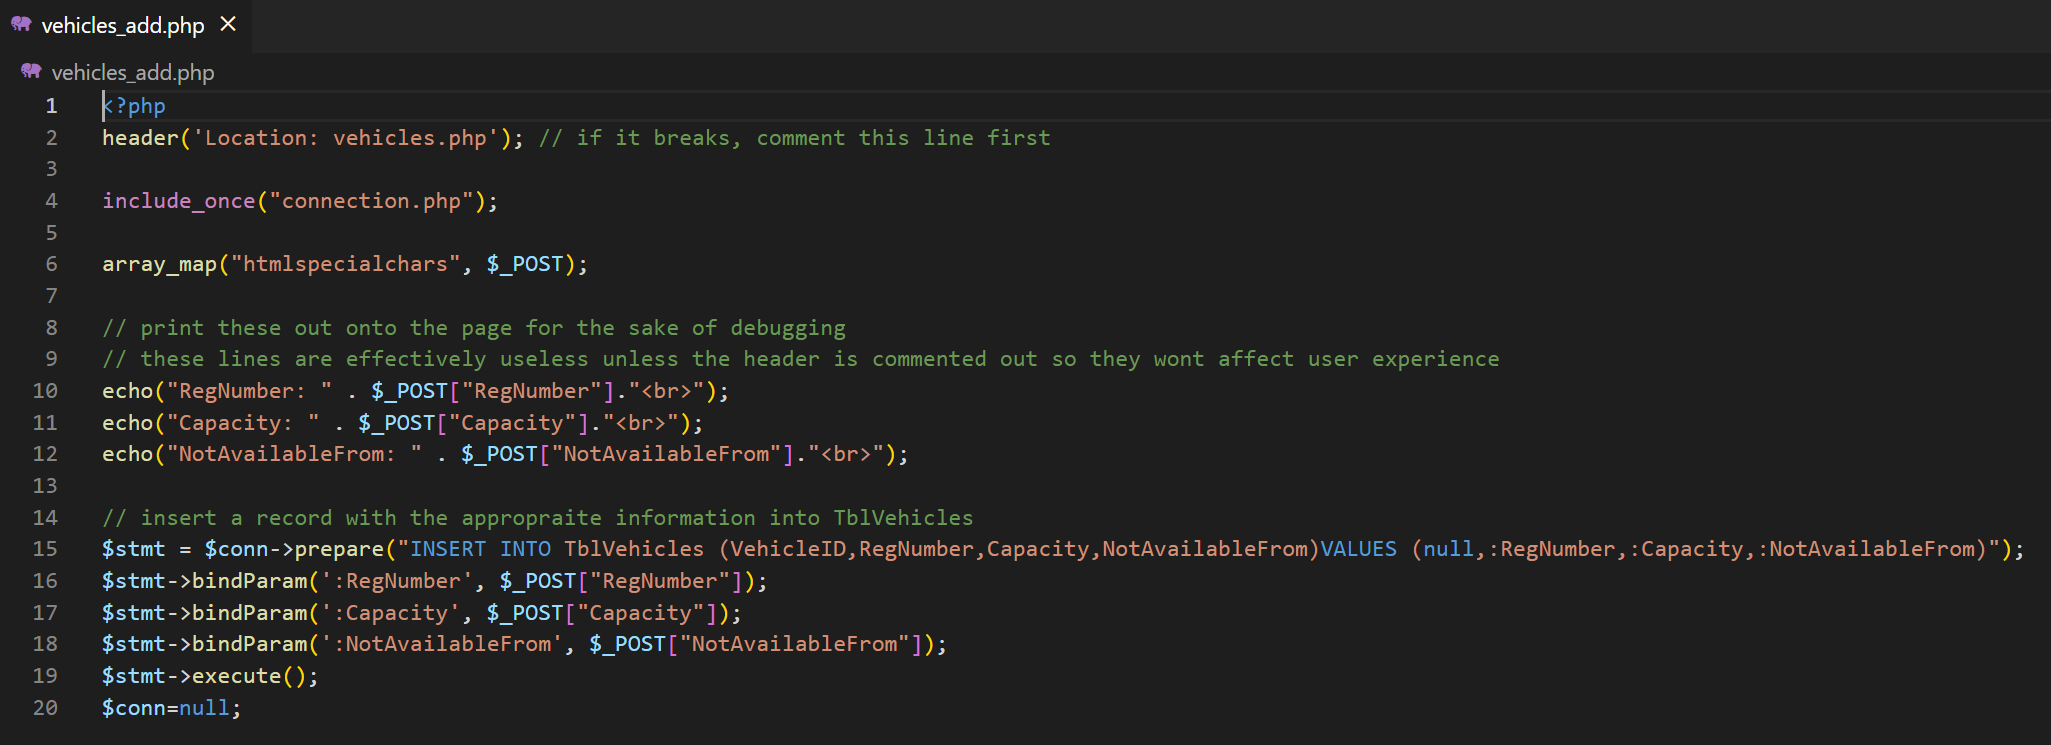 vehicles_add.php ×
vehicles_add.php
1 <?php
2 header('Location: vehicles.php'); // if it breaks, comment this line first
3
4 include_once("connection.php");
5
6 array_map("htmlspecialchars", $_POST);
7
8 // print these out onto the page for the sake of debugging
9 // these lines are effectively useless unless the header is commented out so they wont affect user experience
10 echo("RegNumber: " . $_POST["RegNumber"]."<br>");
11 echo("Capacity: " . $_POST["Capacity"]."<br>");
12 echo("NotAvailableFrom: " . $_POST["NotAvailableFrom"]."<br>");
13
14 // insert a record with the appropraite information into TblVehicles
15 $stmt = $conn->prepare("INSERT INTO TblVehicles (VehicleID,RegNumber,Capacity,NotAvailableFrom)VALUES (null,:RegNumber,:Capacity,:NotAvailableFrom)");
16 $stmt->bindParam(':RegNumber', $_POST["RegNumber"]);
17 $stmt->bindParam(':Capacity', $_POST["Capacity"]);
18 $stmt->bindParam(':NotAvailableFrom', $_POST["NotAvailableFrom"]);
19 $stmt->execute();
20 $conn=null;